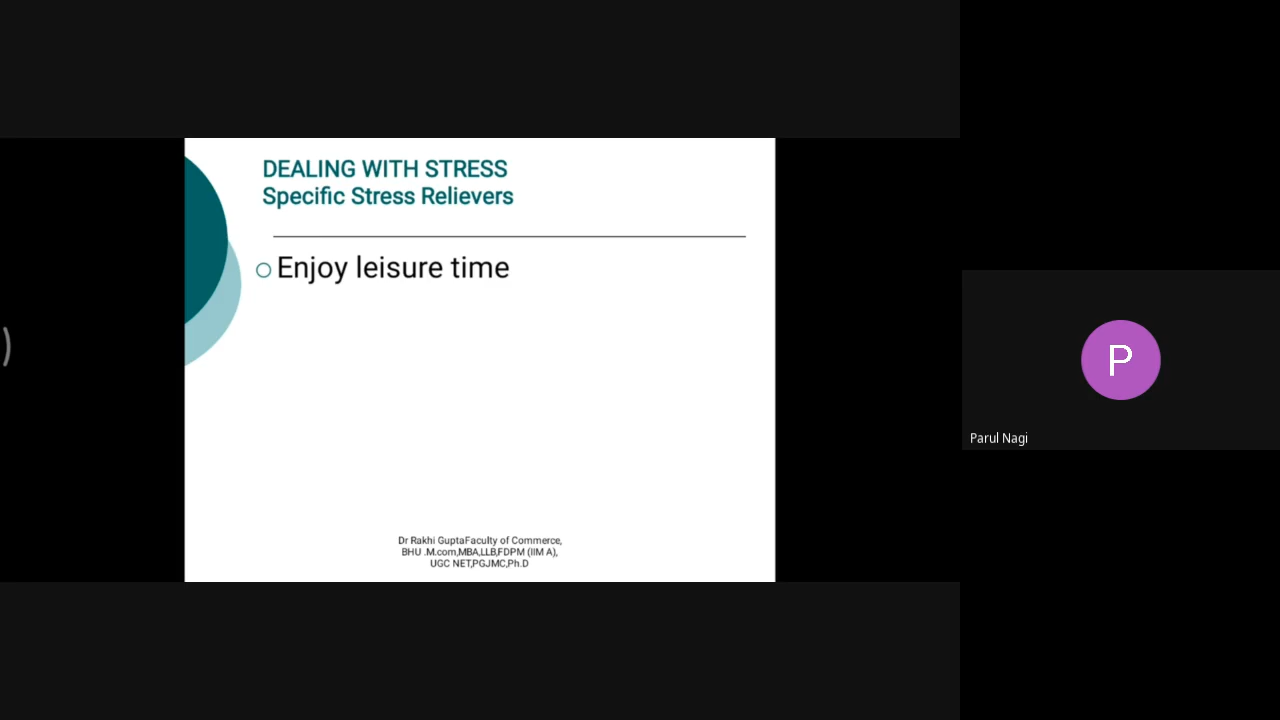 DEALING WITH STRESS
Specific Stress Relievers
Enjoy leisure time
Dr Rakhi GuptaFaculty of Commerce,
BHU .M.com,MBA,LLB,FDPM (IIM A),
UGC NET,PGJMC,Ph.D
P
Parul Nagi